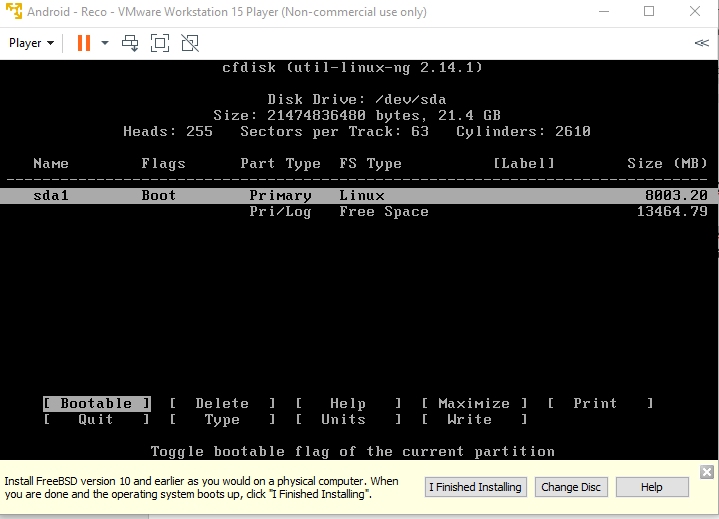 Android - Reco - VMware Workstation 15 Player (Non-commercial use only)
Player
cfdisk (util-linux-ng 2.14.1)
Disk Drive: /dev/sda
Size: 21474836480 bytes, 21.4 GB
Heads: 255 Sectors per Track: 63 Cylinders: 2610
Name Flags Part Type FS Type [Label] Size (MB)
sda1 Boot Primary Linux 8003.20
Pri/Log Free Space 13464.79
[ Bootable ] [ Delete ] [ Help ] [ Maximize ] [ Print ]
[ Quit ] [ Type ] [ Units ] [ Write ]
Toggle bootable flag of the current partition
Install FreeBSD version 10 and earlier as you would on a physical computer. When
you are done and the operating system boots up, click "I Finished Installing".
I Finished Installing Change Disc Help